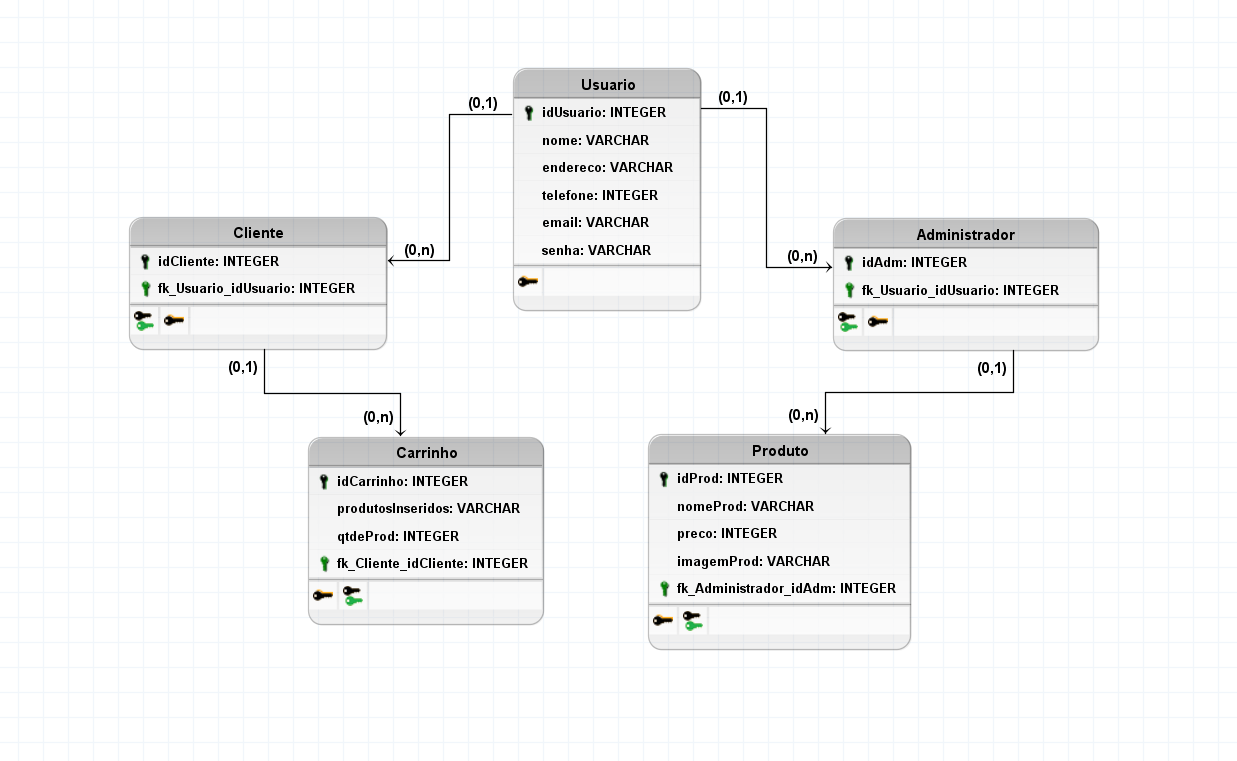 Usuario
idUsuario: INTEGER
nome: VARCHAR
endereco: VARCHAR
telefone: INTEGER
email: VARCHAR
senha: VARCHAR
(0,1)
(0,n)
(0,1)
(0,n)
Cliente
idCliente: INTEGER
fk_Usuario_idUsuario: INTEGER
Administrador
idAdm: INTEGER
fk_Usuario_idUsuario: INTEGER
(0,1)
(0,n)
(0,1)
(0,n)
Carrinho
idCarrinho: INTEGER
produtosInseridos: VARCHAR
qtdeProd: INTEGER
fk_Cliente_idCliente: INTEGER
Produto
idProd: INTEGER
nomeProd: VARCHAR
preco: INTEGER
imagemProd: VARCHAR
fk_Administrador_idAdm: INTEGER